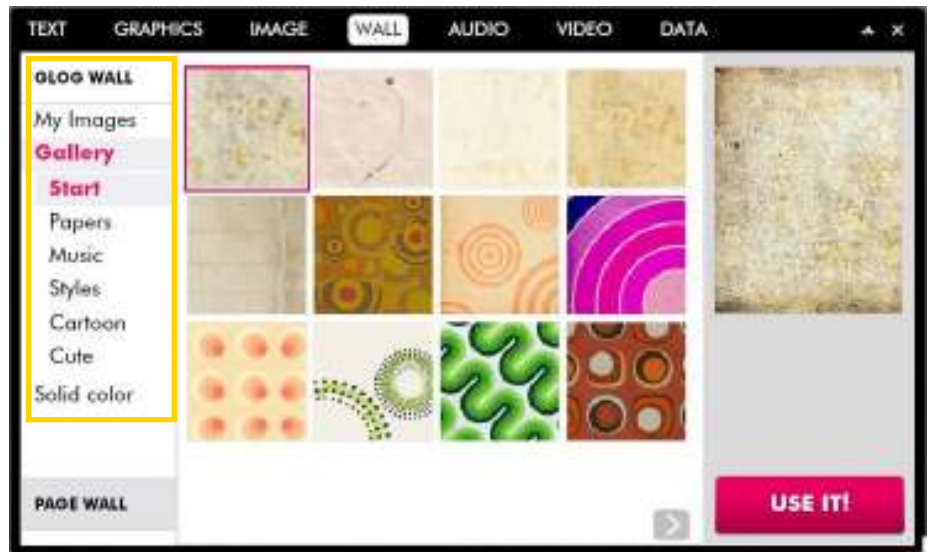 TEXT GRAPHICS IMAGE WALL AUDIO VIDEO DATA
GLOG WALL
My Images
Gallery
Start
Papers
Music
Styles
Cartoon
Cute
Solid color
PAGE WALL
USE IT!